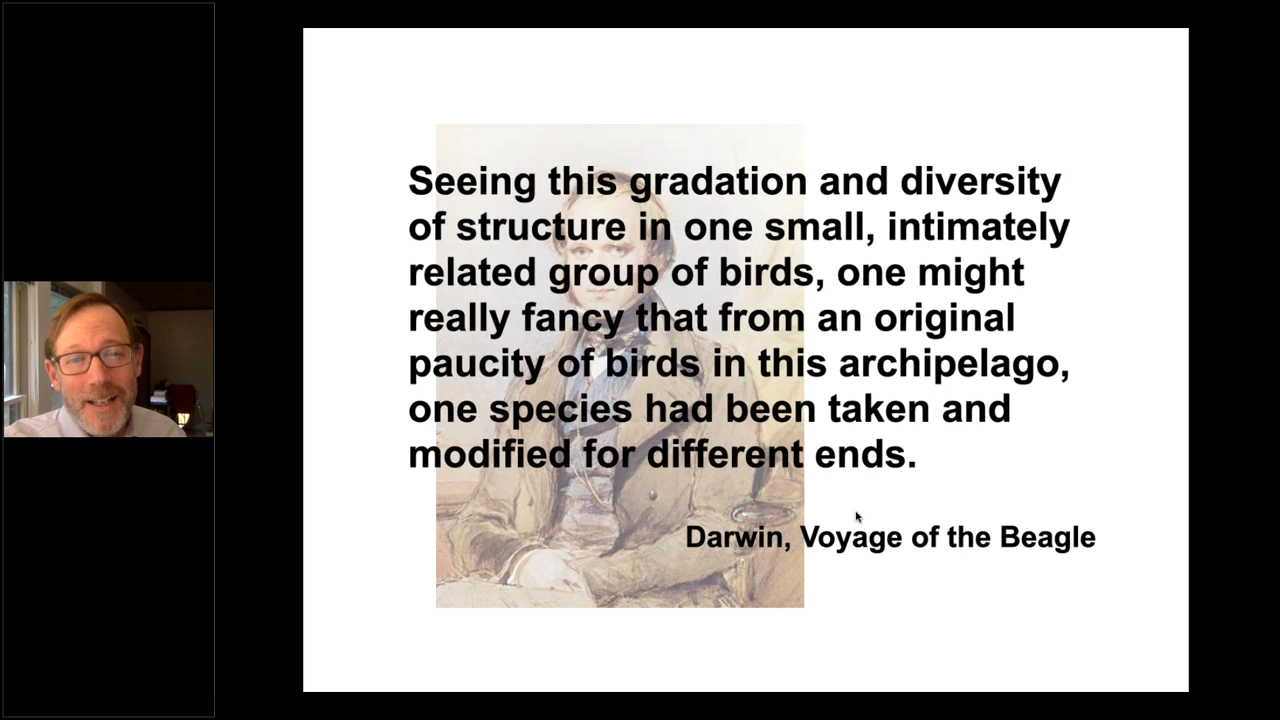 Seeing this gradation and diversity
of structure in one small, intimately
related group of birds, one might
really fancy that from an original
paucity of birds in this archipelago,
one species had been taken and
modified for different ends.
Darwin, Voyage of the Beagle